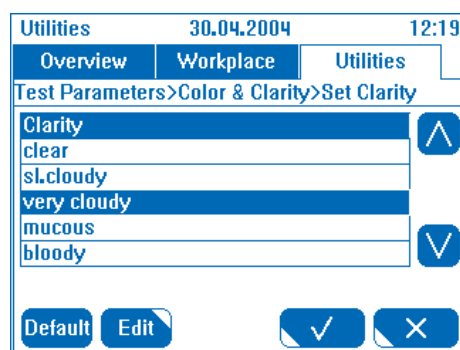 Utilities 30.04.2004 12:19
Overview Workplace Utilities
Test Parameters>Color & Clarity>Set Clarity
Clarity
clear
sl.cloudy
very cloudy
mucous
bloody
Default Edit